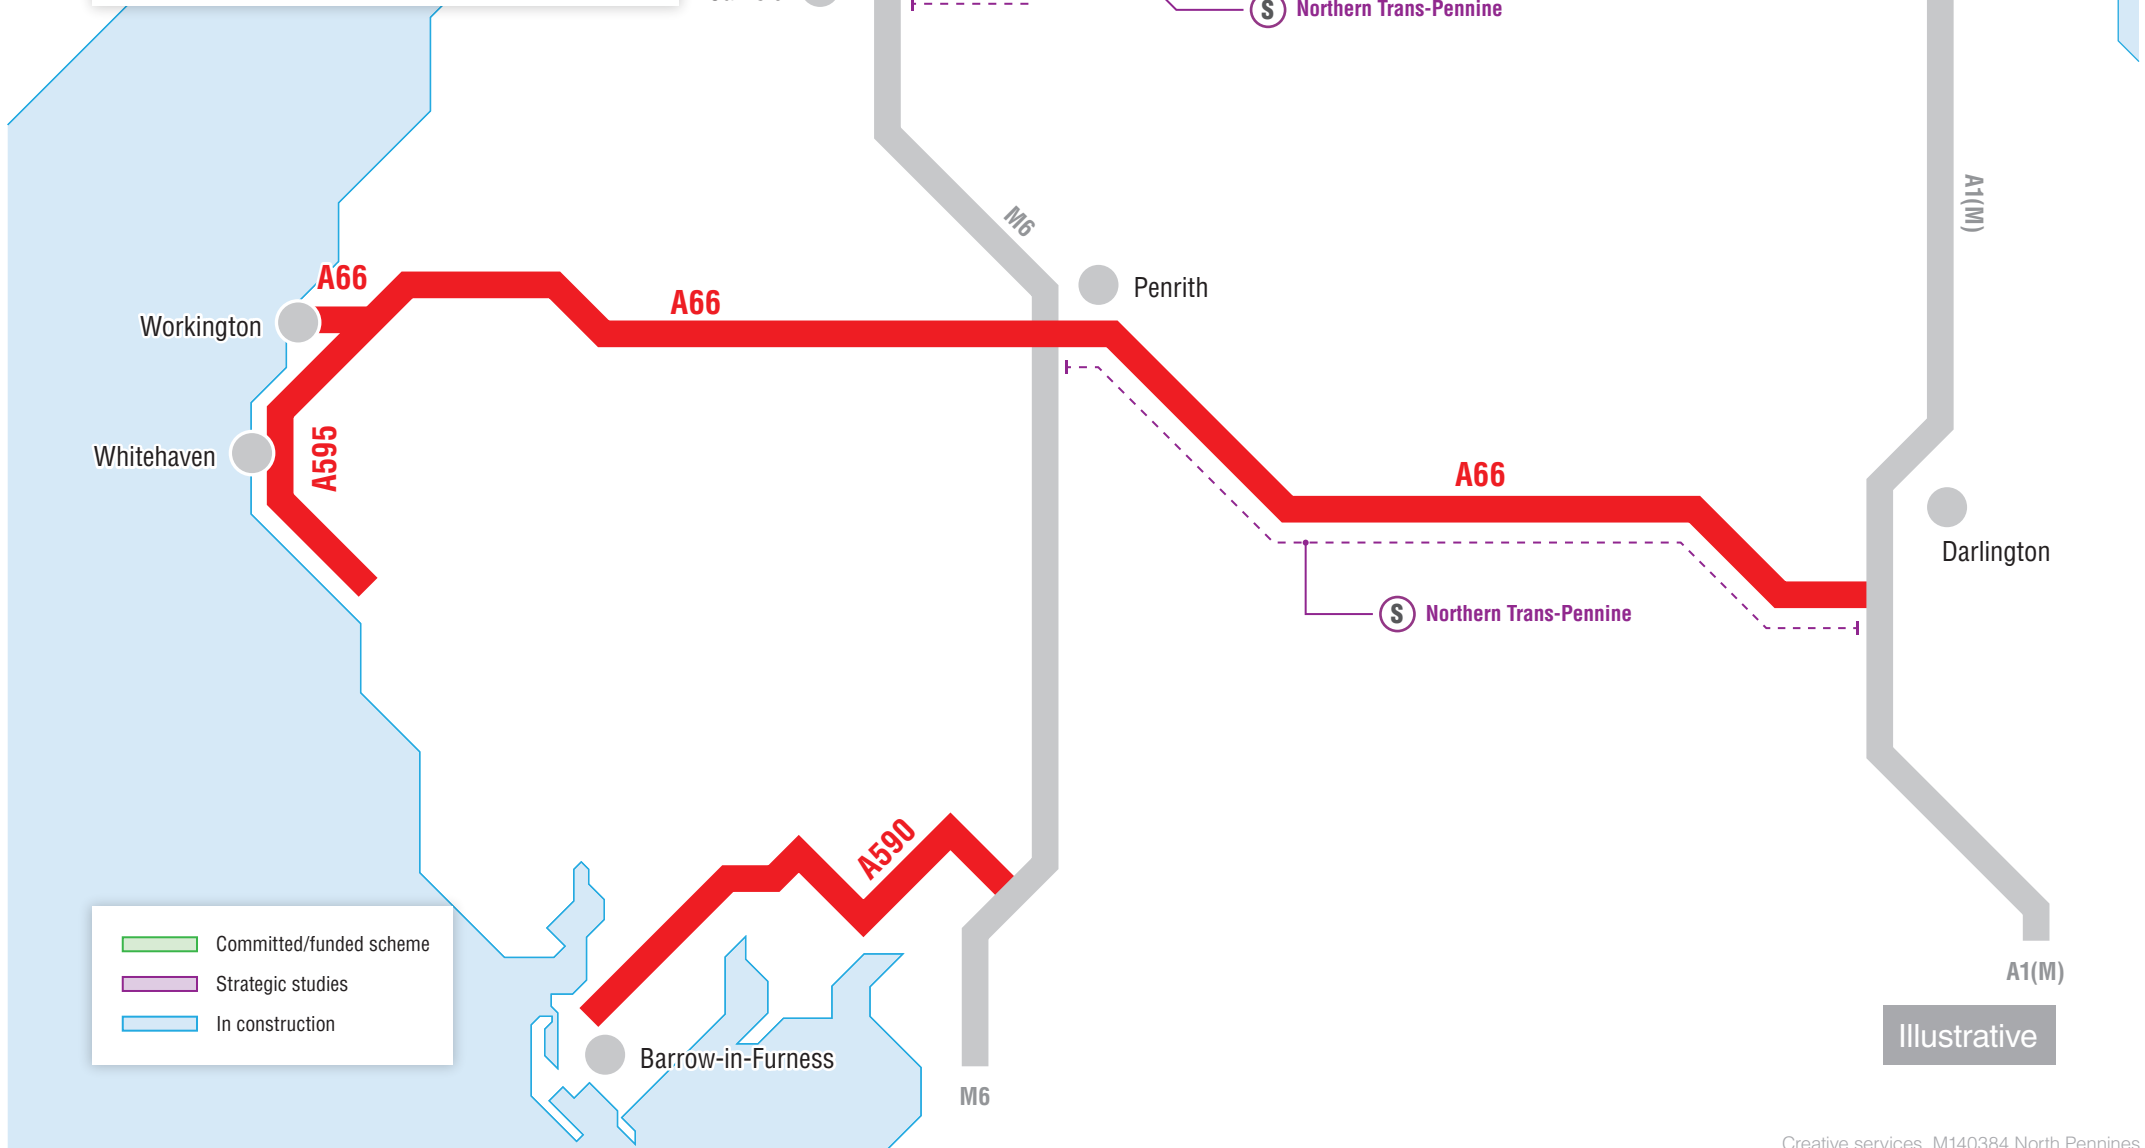 S Northern Trans-Pennine
M6
A1(M)
A66
A66
Penrith
Workington
Whitehaven
A595
A66
Darlington
S Northern Trans-Pennine
A590
Committed/funded scheme
Strategic studies
In construction
Barrow-in-Furness
A1(M)
Illustrative
M6
Creative services M140384 North Pennines